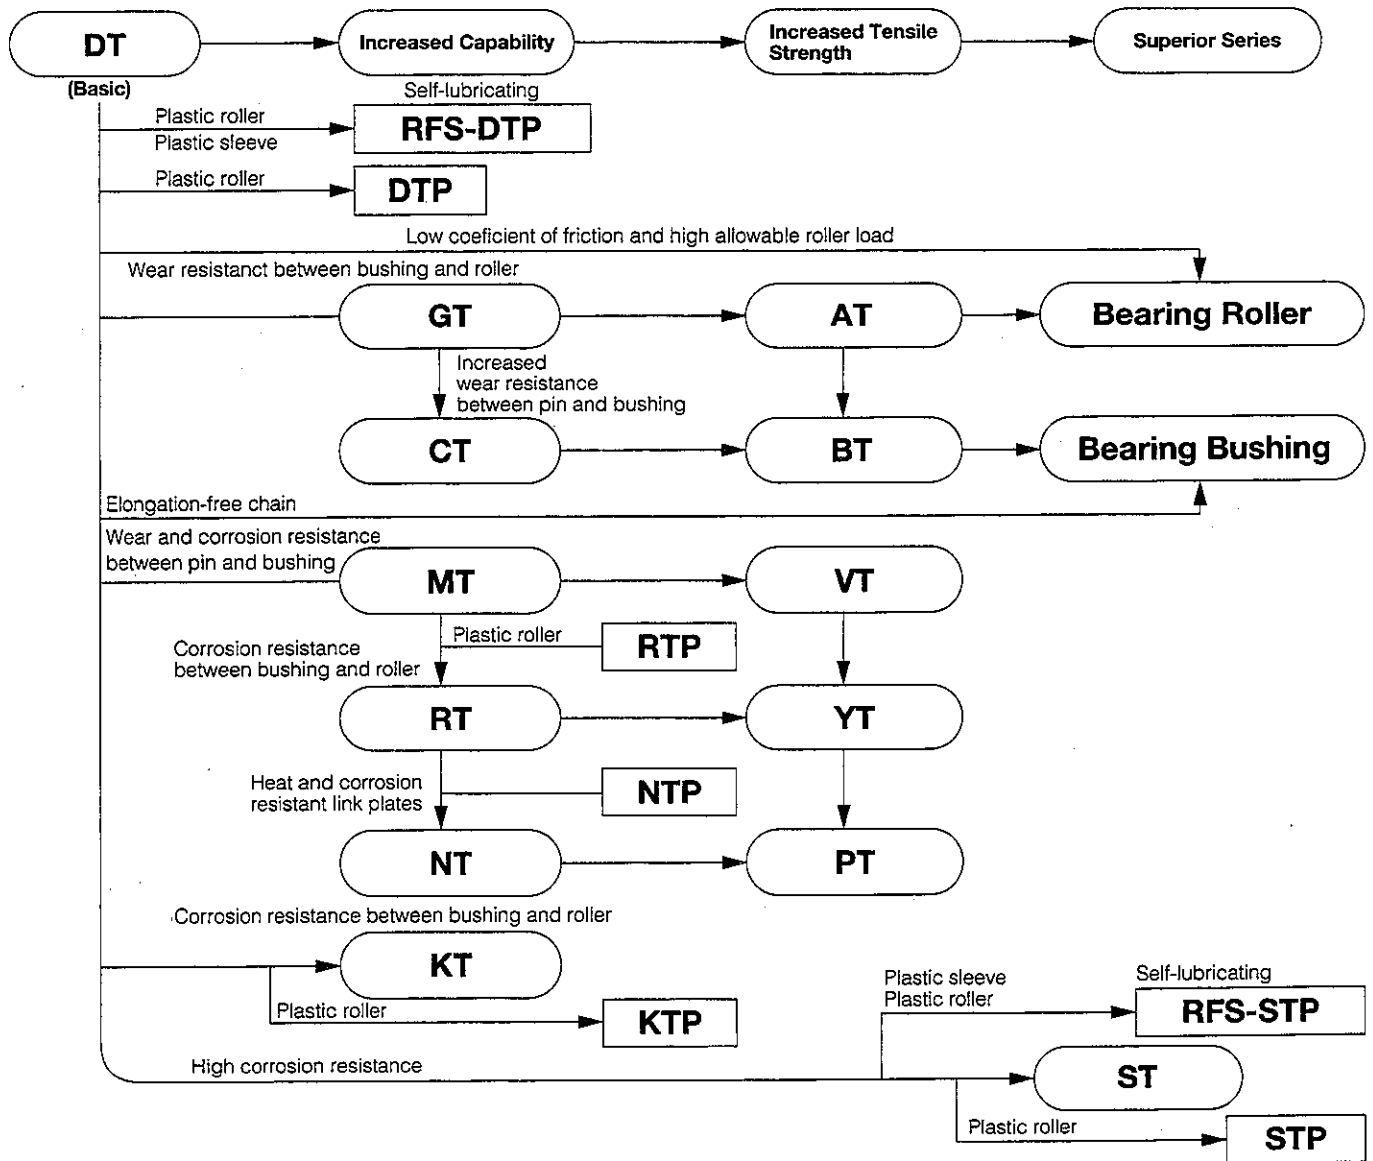 DT
(Basic)
Increased Capability
Increased Tensile
Strength
Superior Series
Self-lubricating
Plastic roller
Plastic sleeve
RFS-DTP
Plastic roller
DTP
Low coeficient of friction and high allowable roller load
Wear resistanct between bushing and roller
GT
AT
Bearing Roller
Increased
wear resistance
between pin and bushing
CT
BT
Bearing Bushing
Elongation-free chain
Wear and corrosion resistance
between pin and bushing
MT
VT
Plastic roller
RTP
Corrosion resistance
between bushing and roller
RT
YT
Heat and corrosion
resistant link plates
NTP
NT
PT
Corrosion resistance between bushing and roller
KT
Plastic roller
KTP
Plastic sleeve
Plastic roller
Self-lubricating
RFS-STP
High corrosion resistance
ST
Plastic roller
STP